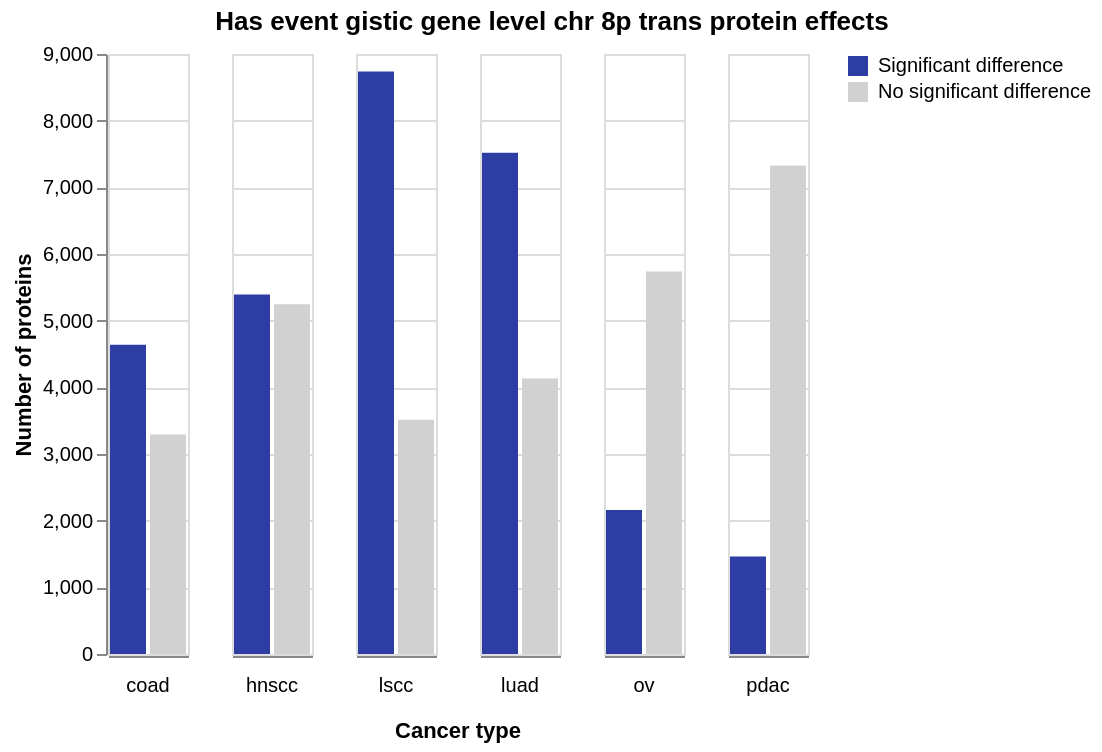 Has event gistic gene level chr 8p trans protein effects
Significant difference
No significant difference
Number of proteins
9,000
8,000
7,000
6,000
5,000
4,000
3,000
2,000
1,000
0
coad hnscc lscc luad ov pdac
Cancer type